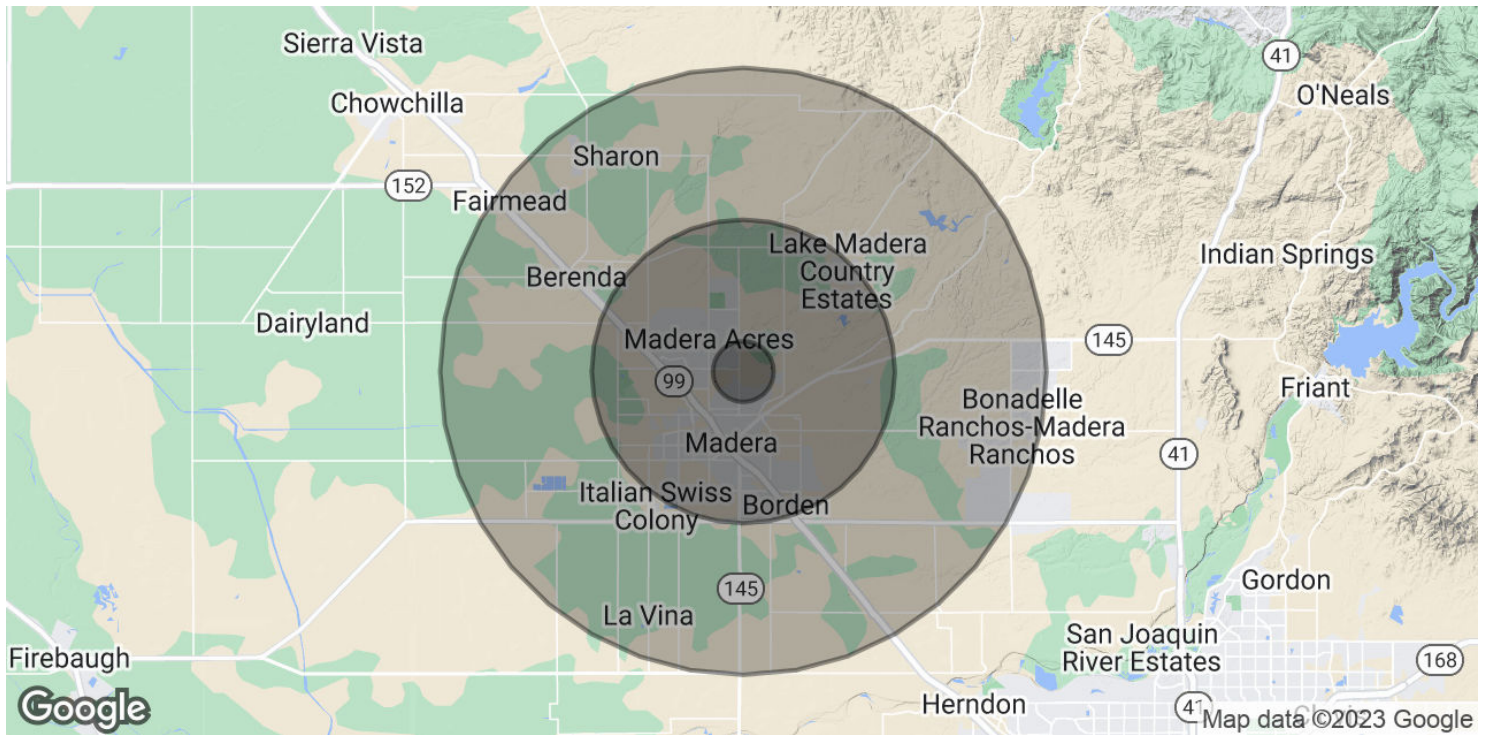 Sierra Vista
41
O'Neals
Chowchilla
Sharon
152
Fairmead
Lake Madera
Country
Estates
Indian Springs
Berenda
Dairyland
Madera Acres
145
99
Friant
Bonadelle
Ranchos-Madera
Ranchos
Madera
41
Italian Swiss
Colony
Borden
145
Gordon
La Vina
San Joaquin
River Estates
Firebaugh
168
Herndon
41
Clovis
Google
Map data ©2023 Google